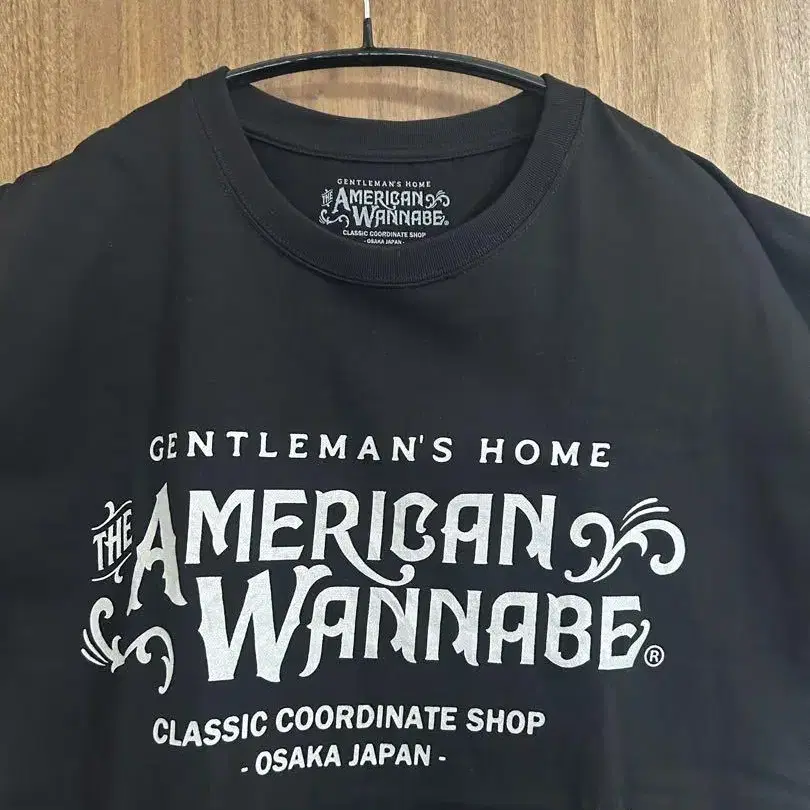 GENTLEMAN'S HOME
THE AMERICAN
WANNABE®
CLASSIC COORDINATE SHOP
- OSAKA JAPAN -
GENTLEMAN'S HOME
THE AMERICAN
WANNABE®
CLASSIC COORDINATE SHOP
- OSAKA JAPAN -